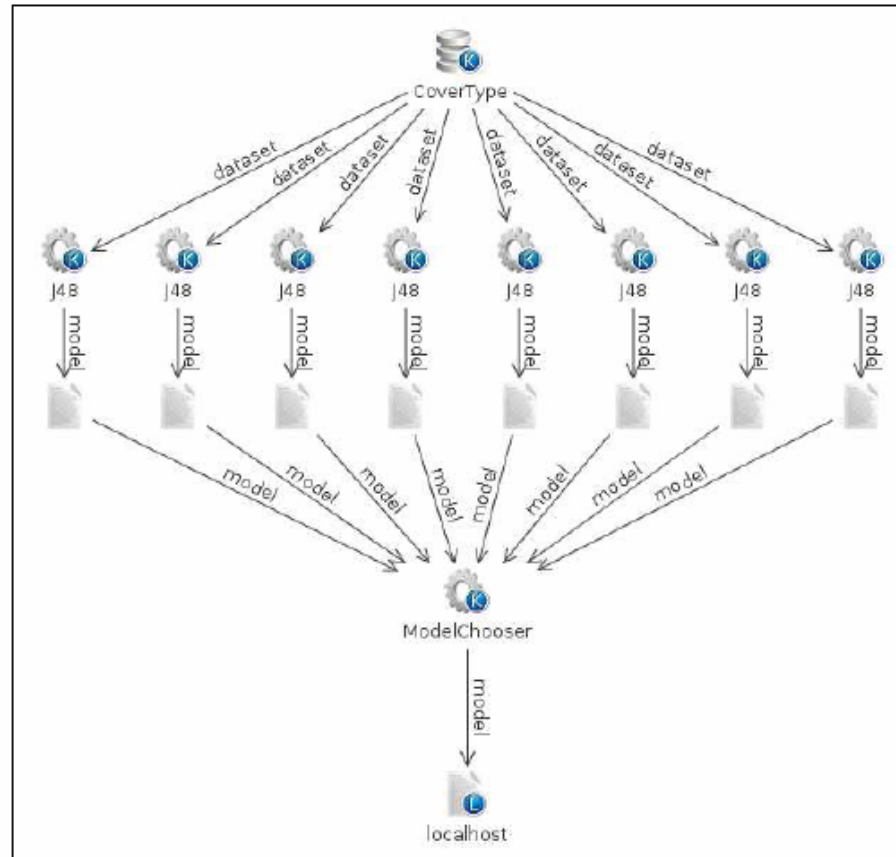 K
CoverType
dataset dataset dataset dataset dataset dataset dataset dataset
K K K K K K K K
J48 J48 J48 J48 J48 J48 J48 J48
model model model model model model model model
model model model model model model model model
K
ModelChooser
model
L
localhost